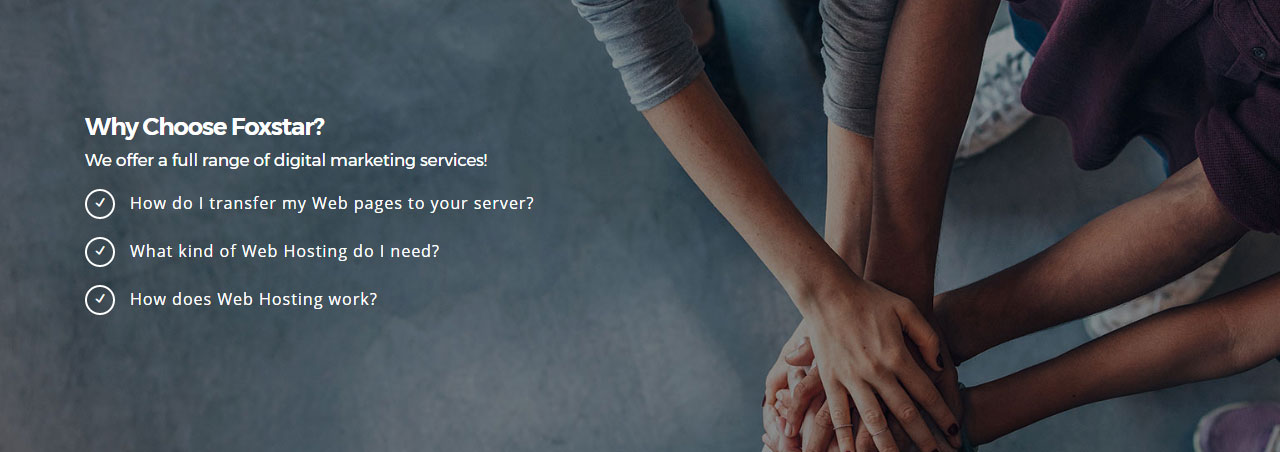 Why Choose Foxstar?
We offer a full range of digital marketing services!
How do I transfer my Web pages to your server?
What kind of Web Hosting do I need?
How does Web Hosting work?